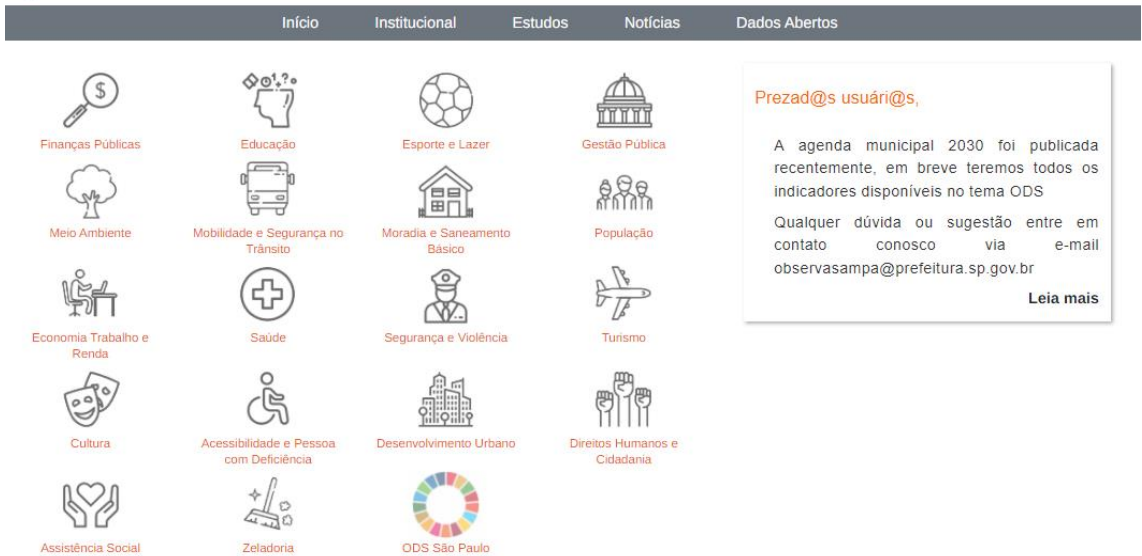 Início Institucional Estudos Notícias Dados Abertos
Finanças Públicas
Educação
Esporte e Lazer
Gestão Pública
Meio Ambiente
Mobilidade e Segurança no
Trânsito
Moradia e Saneamento
Básico
População
Economia Trabalho e
Renda
Saúde
Segurança e Violência
Turismo
Cultura
Acessibilidade e Pessoa
com Deficiência
Desenvolvimento Urbano
Direitos Humanos e
Cidadania
Assistência Social
Zeladoria
ODS São Paulo
Prezad@s usuári@s,
A agenda municipal 2030 foi publicada
recentemente, em breve teremos todos os
indicadores disponíveis no tema ODS
Qualquer dúvida ou sugestão entre em
contato conosco via e-mail
observasampa@prefeitura.sp.gov.br
Leia mais